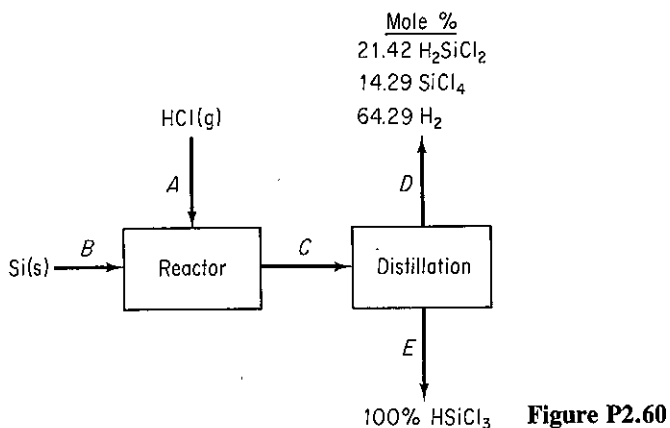 Mole %
21.42 H₂SiCl₂
14.29 SiCl₄
64.29 H₂
HCl(g)
A
D
Si(s)
B
Reactor
C
Distillation
E
100% HSiCl₃
Figure P2.60